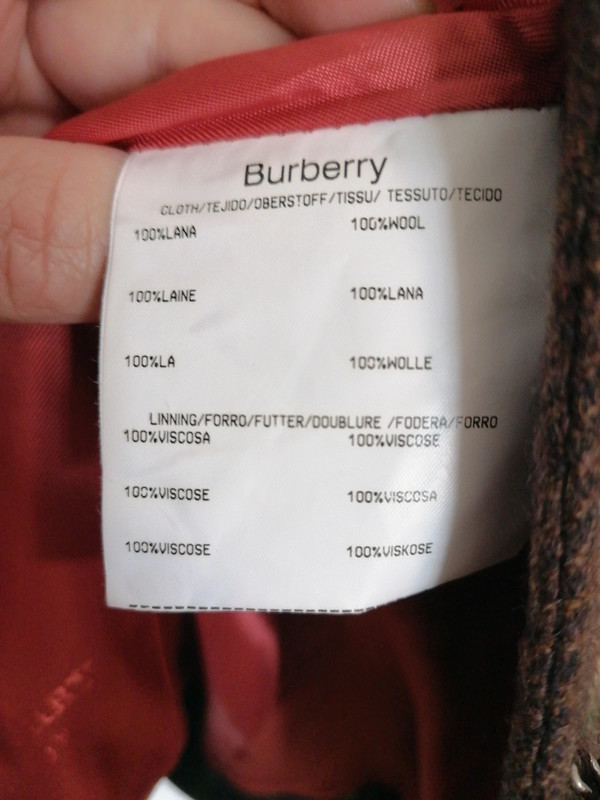 Burberry
CLOTH/TEJIDO/OBERSTOFF/TISSU/ TESSUTO/TECIDO
100%LANA 100%WOOL
100%LAINE 100%LANA
100%LA 100%WOLLE
LINNING/FORRO/FUTTER/DOUBLURE /FODERA/FORRO
100%VISCOSA 100%VISCOSE
100%VISCOSE 100%VISCOSA
100%VISCOSE 100%VISKOSE